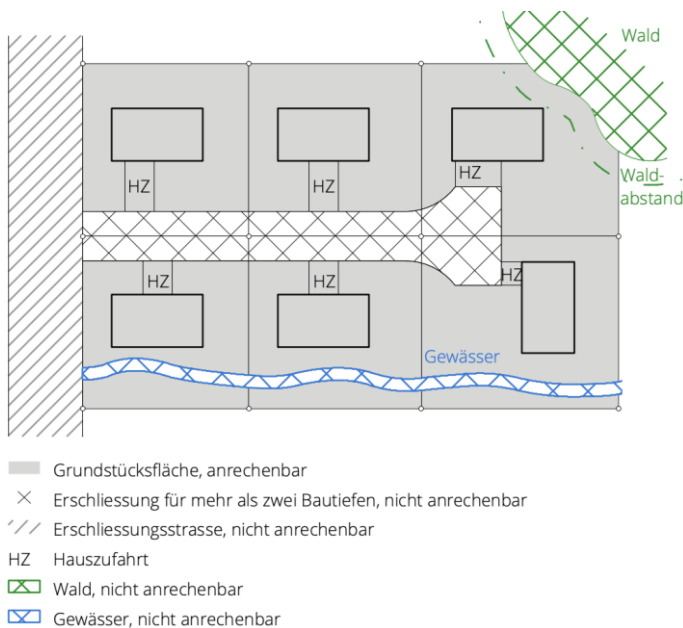 Wald
Wald-
abstand
HZ
HZ
HZ
HZ
HZ
HZ
Gewässer
Grundstücksfläche, anrechenbar
Erschliessung für mehr als zwei Bautiefen, nicht anrechenbar
Erschliessungsstrasse, nicht anrechenbar
HZ Hauszufahrt
Wald, nicht anrechenbar
Gewässer, nicht anrechenbar